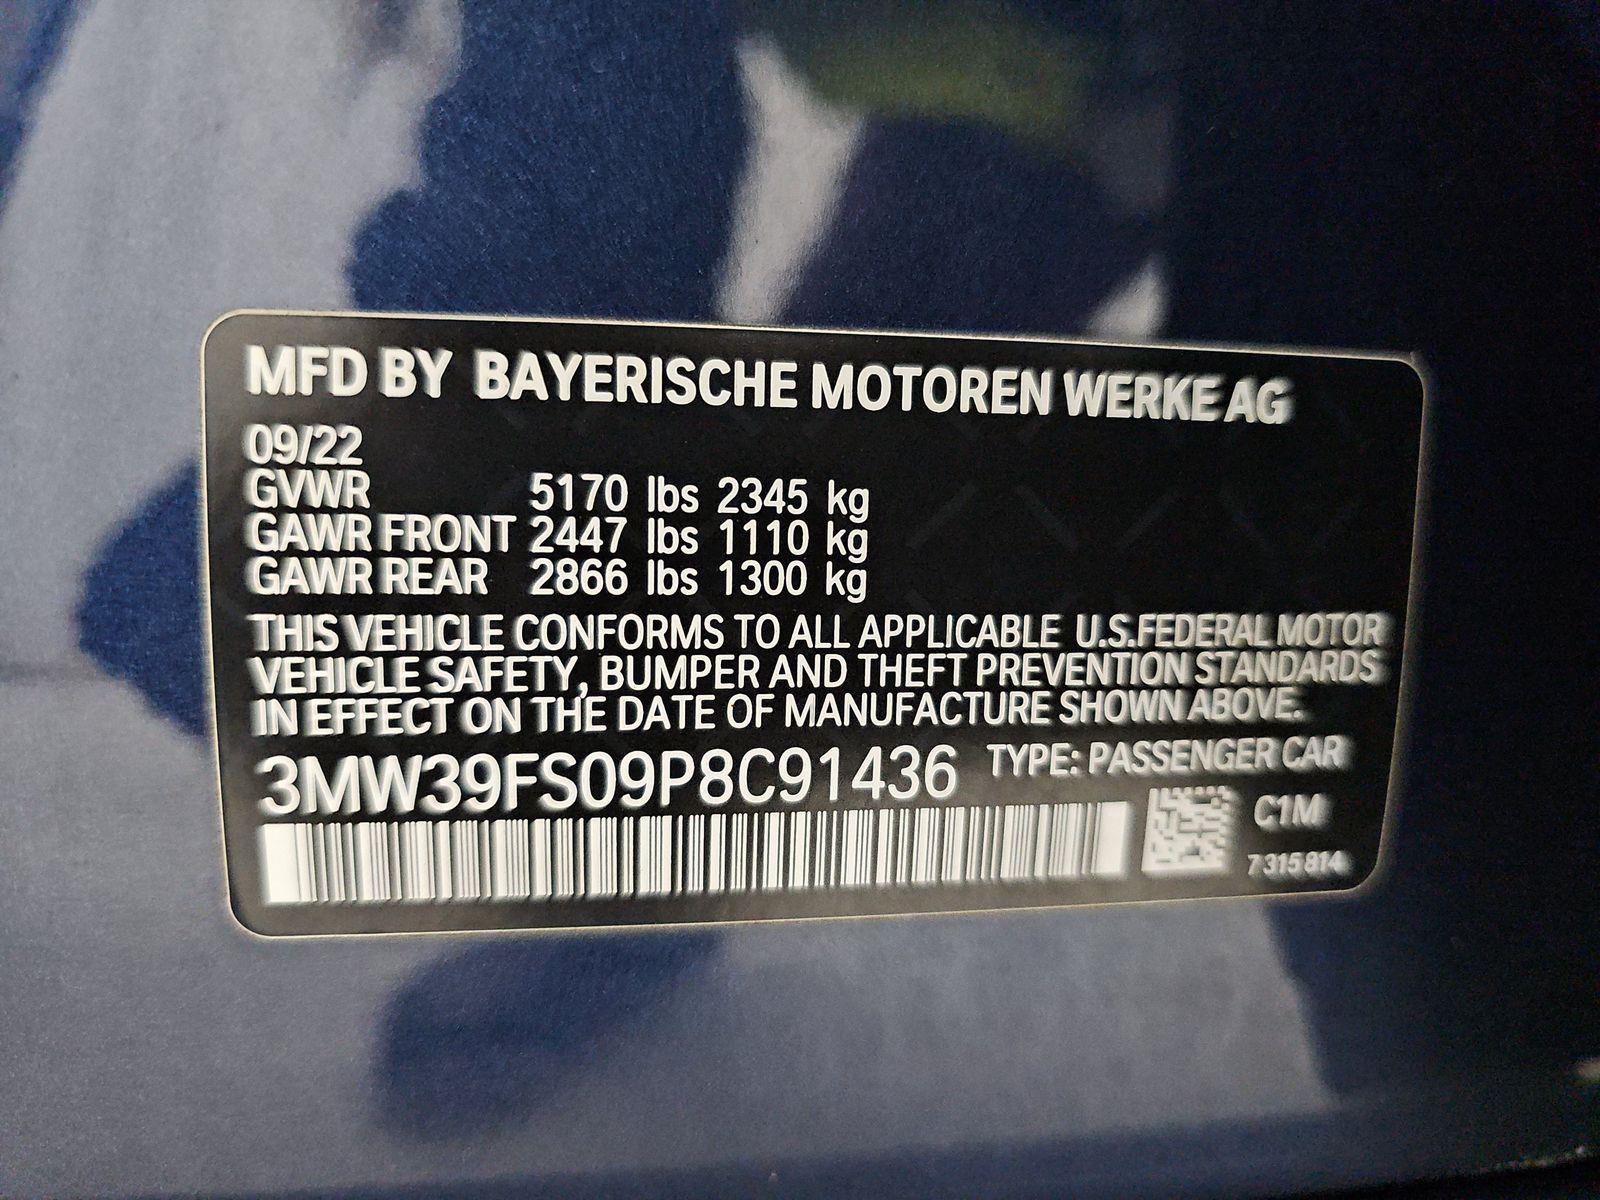 MFD BY BAYERISCHE MOTOREN WERKE AG
09/22
GVWR 5170 lbs 2345 kg
GAWR FRONT 2447 lbs 1110 kg
GAWR REAR 2866 lbs 1300 kg
THIS VEHICLE CONFORMS TO ALL APPLICABLE U.S.FEDERAL MOTOR
VEHICLE SAFETY, BUMPER AND THEFT PREVENTION STANDARDS
IN EFFECT ON THE DATE OF MANUFACTURE SHOWN ABOVE.
3MW39FS09P8C91436 TYPE: PASSENGER CAR
C1M
7 315 814